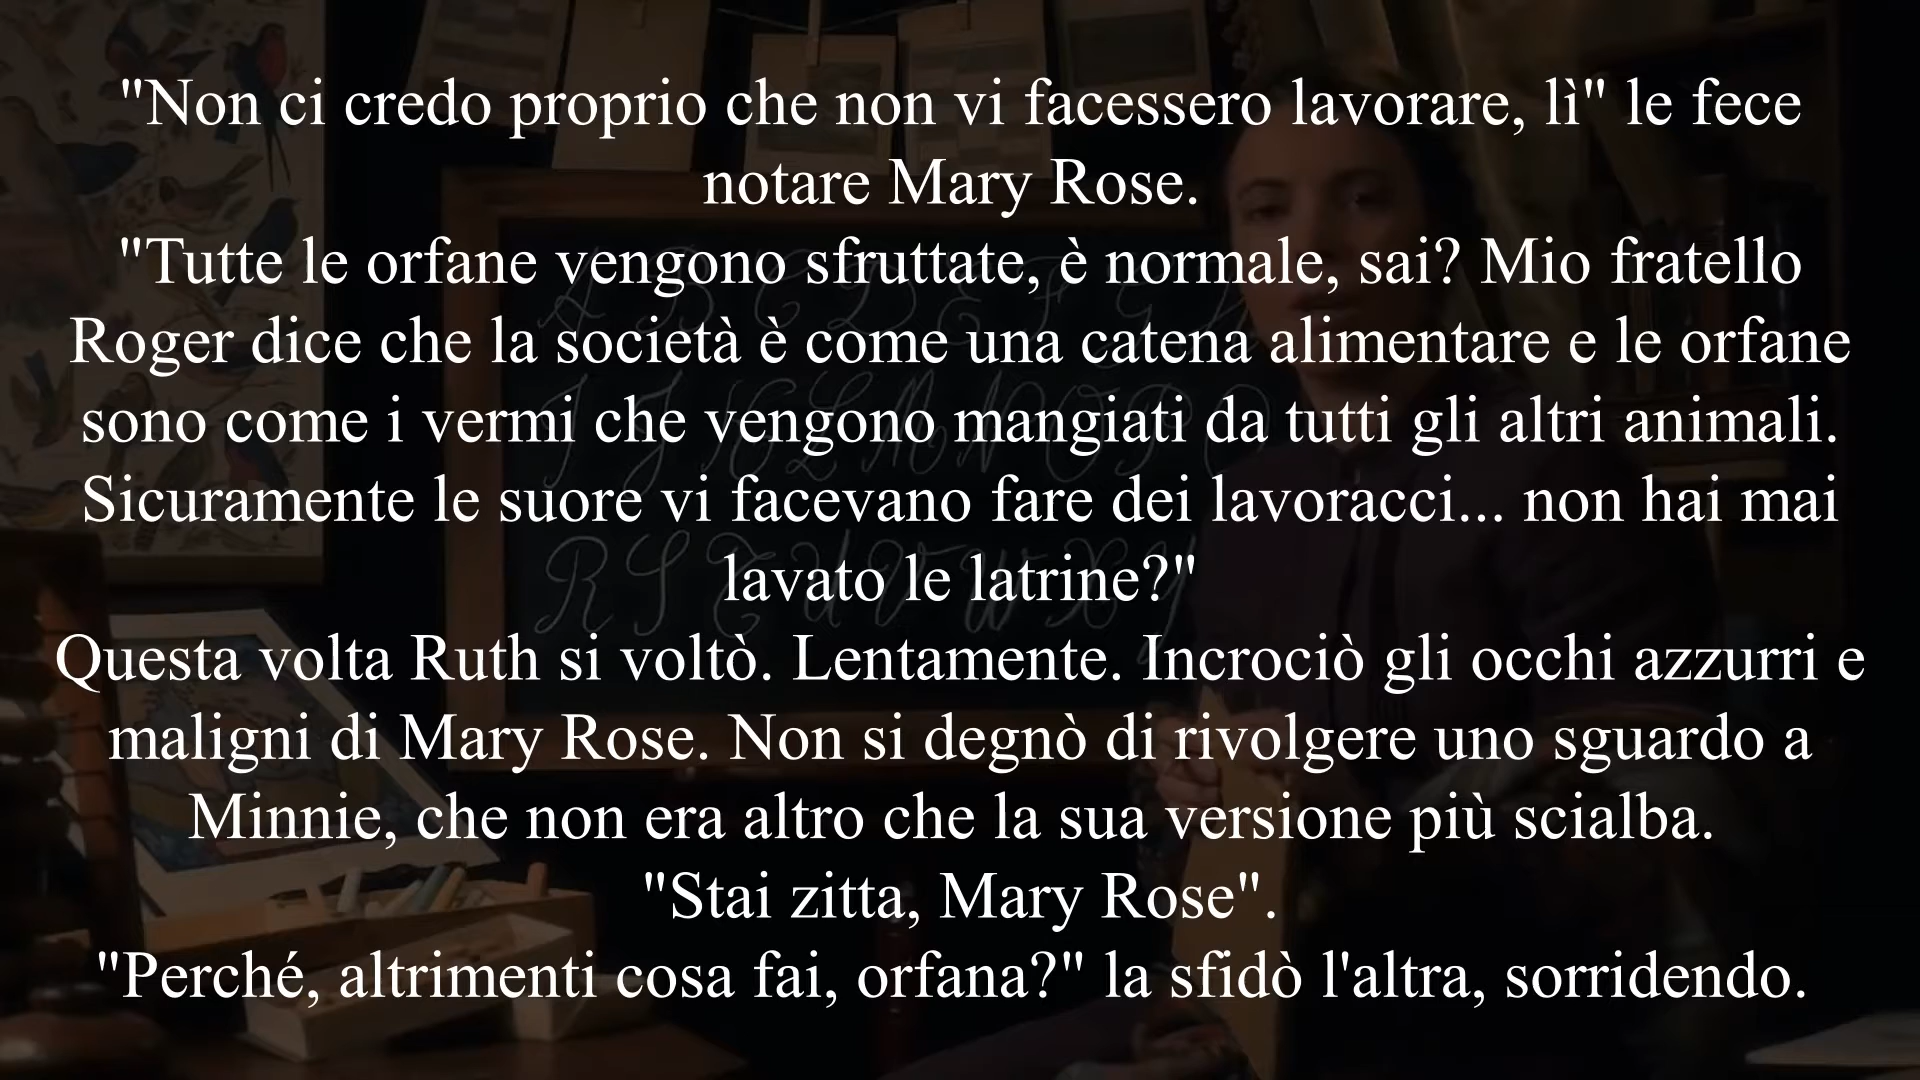 "Non ci credo proprio che non vi facessero lavorare, lì" le fece
notare Mary Rose.
"Tutte le orfane vengono sfruttate, è normale, sai? Mio fratello
Roger dice che la società è come una catena alimentare e le orfane
sono come i vermi che vengono mangiati da tutti gli altri animali.
Sicuramente le suore vi facevano fare dei lavoracci... non hai mai
lavato le latrine?"
Questa volta Ruth si voltò. Lentamente. Incrociò gli occhi azzurri e
maligni di Mary Rose. Non si degnò di rivolgere uno sguardo a
Minnie, che non era altro che la sua versione più scialba.
"Stai zitta, Mary Rose".
"Perché, altrimenti cosa fai, orfana?" la sfidò l'altra, sorridendo.